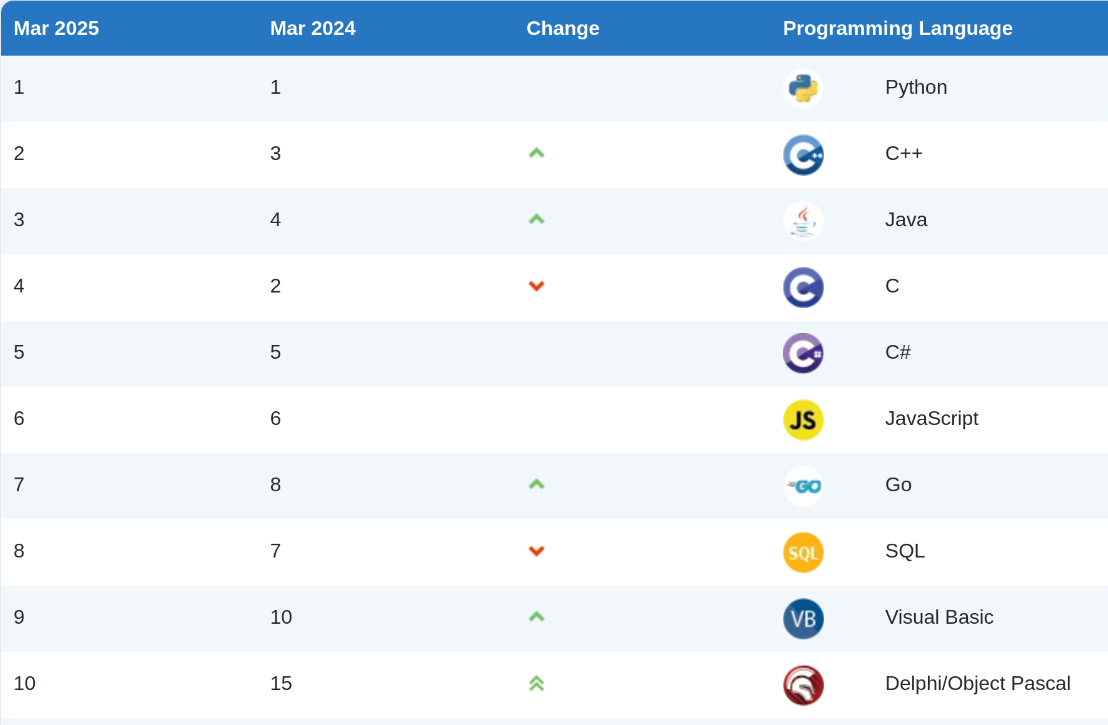 Mar 2025 Mar 2024 Change Programming Language
1 1 Python
2 3 C++
3 4 Java
4 2 C
5 5 C#
6 6 JS JavaScript
7 8 GO Go
8 7 SQL SQL
9 10 VB Visual Basic
10 15 Delphi/Object Pascal